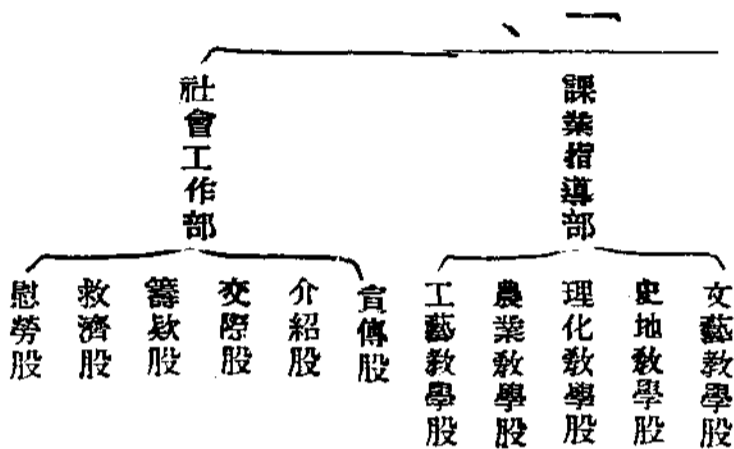 一、
課業指導部
文藝教學股
史地教學股
理化教學股
農業教學股
工藝教學股
社會工作部
宣傳股
介紹股
交際股
籌欵股
救濟股
慰勞股